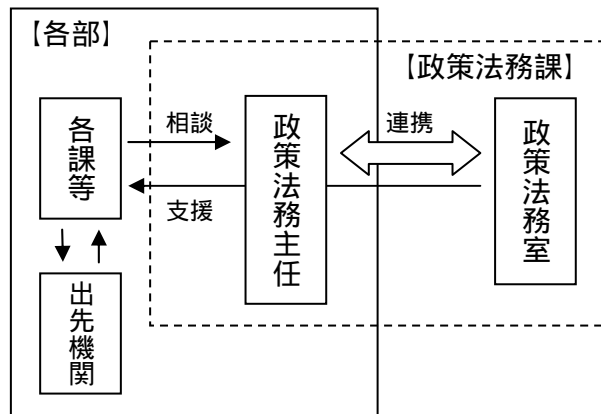 【各部】
【政策法務課】
各課等
相談
政策法務主任
連携
政策法務室
支援
出先機関